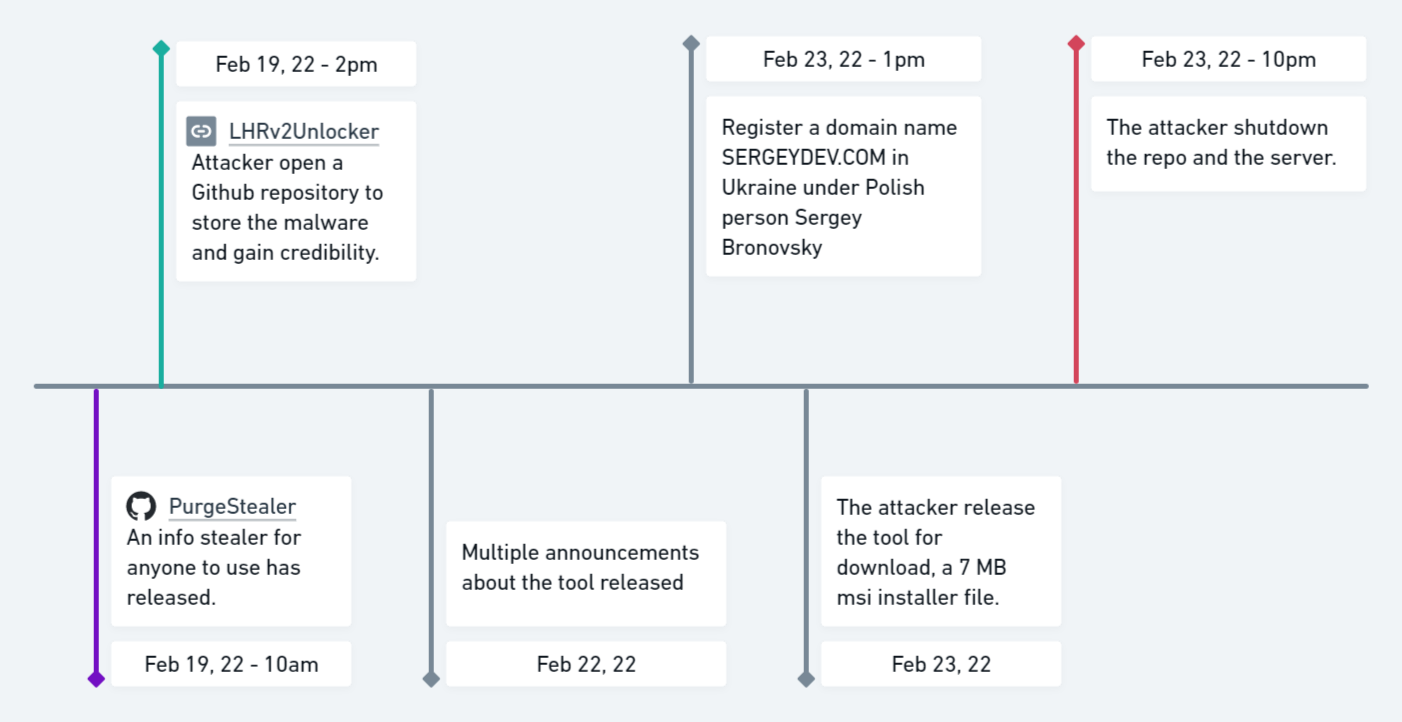 Feb 19, 22 - 2pm
LHRv2Unlocker
Attacker open a
Github repository to
store the malware
and gain credibility.
Feb 23, 22 - 1pm
Register a domain name
SERGEYDEV.COM in
Ukraine under Polish
person Sergey
Bronovsky
Feb 23, 22 - 10pm
The attacker shutdown
the repo and the server.
PurgeStealer
An info stealer for
anyone to use has
released.
Feb 19, 22 - 10am
Multiple announcements
about the tool released
Feb 22, 22
The attacker release
the tool for
download, a 7 MB
msi installer file.
Feb 23, 22